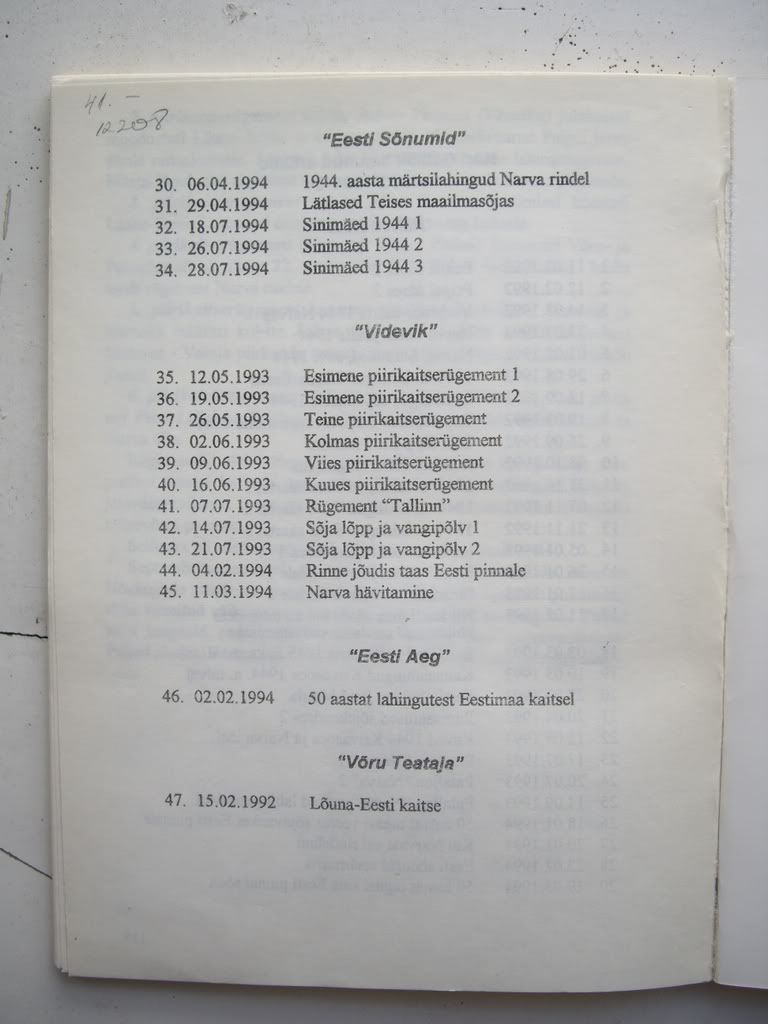 41.-
12208
"Eesti Sõnumid"
30. 06.04.1994 1944. aasta märtsilahingud Narva rindel
31. 29.04.1994 Lätlased Teises maailmasõjas
32. 18.07.1994 Sinimäed 1944 1
33. 26.07.1994 Sinimäed 1944 2
34. 28.07.1994 Sinimäed 1944 3
"Videvik"
35. 12.05.1993 Esimene piirikaitserügement 1
36. 19.05.1993 Esimene piirikaitserügement 2
37. 26.05.1993 Teine piirikaitserügement
38. 02.06.1993 Kolmas piirikaitserügement
39. 09.06.1993 Viies piirikaitserügement
40. 16.06.1993 Kuues piirikaitserügement
41. 07.07.1993 Rügement "Tallinn"
42. 14.07.1993 Sõja lõpp ja vangipõlv 1
43. 21.07.1993 Sõja lõpp ja vangipõlv 2
44. 04.02.1994 Rinne jõudis taas Eesti pinnale
45. 11.03.1994 Narva hävitamine
"Eesti Aeg"
46. 02.02.1994 50 aastat lahingutest Eestimaa kaitsel
"Võru Teataja"
47. 15.02.1992 Lõuna-Eesti kaitse